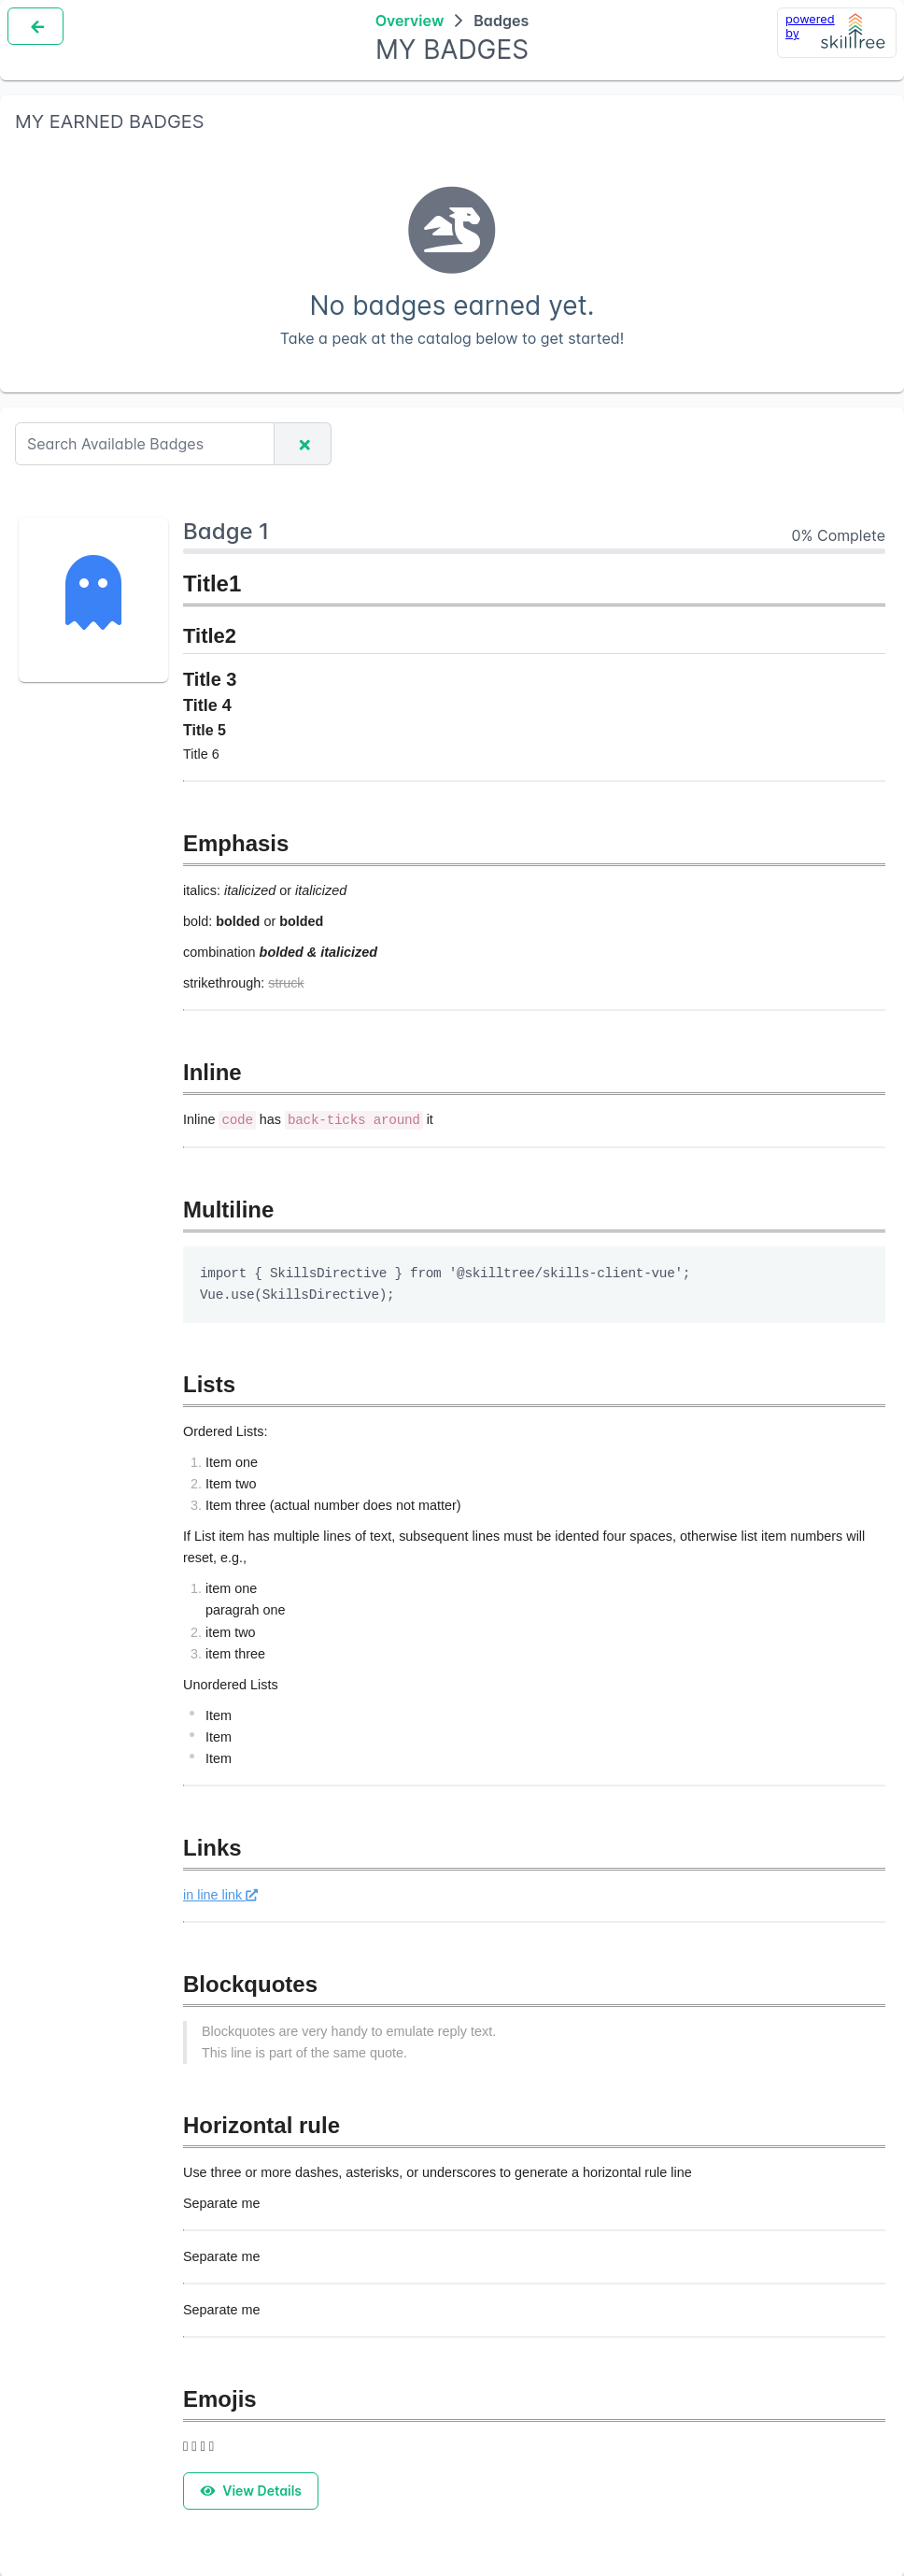 Overview > Badges
MY BADGES
powered
by
skilltree
MY EARNED BADGES
No badges earned yet.
Take a peak at the catalog below to get started!
Search Available Badges
Badge 1
0% Complete
Title1
Title2
Title 3
Title 4
Title 5
Title 6
Emphasis
italics: italicized or italicized
bold: bolded or bolded
combination bolded & italicized
strikethrough: struck
Inline
Inline code has back-ticks around it
Multiline
import { SkillsDirective } from '@skilltree/skills-client-vue';
Vue.use(SkillsDirective);
Lists
Ordered Lists:
1. Item one
2. Item two
3. Item three (actual number does not matter)
If List item has multiple lines of text, subsequent lines must be idented four spaces, otherwise list item numbers will
reset, e.g.,
1. item one
paragrah one
2. item two
3. item three
Unordered Lists
• Item
• Item
• Item
Links
in line link
Blockquotes
Blockquotes are very handy to emulate reply text.
This line is part of the same quote.
Horizontal rule
Use three or more dashes, asterisks, or underscores to generate a horizontal rule line
Separate me
Separate me
Separate me
Emojis
View Details